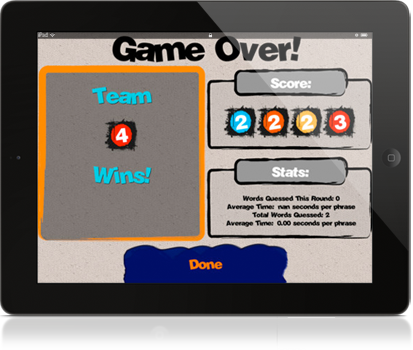 iPad
Game Over!
Team
4
Wins!
Score:
2 2 2 3
Stats:
Words Guessed This Round: 0
Average Time: nan seconds per phrase
Total Words Guessed: 2
Average Time: 0.00 seconds per phrase
Done